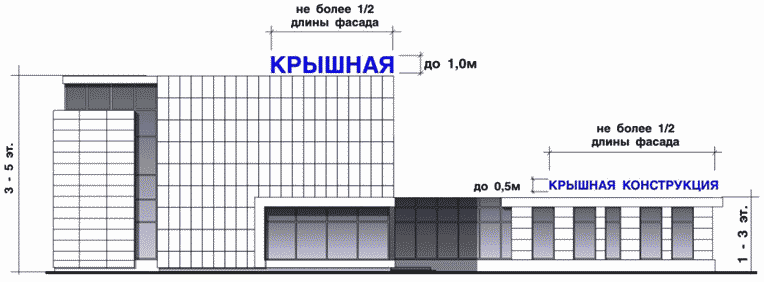 не более 1/2
длины фасада
КРЫШНАЯ
до 1,0м
3 - 5 эт.
не более 1/2
длины фасада
до 0,5м
КРЫШНАЯ КОНСТРУКЦИЯ
1 - 3 эт.